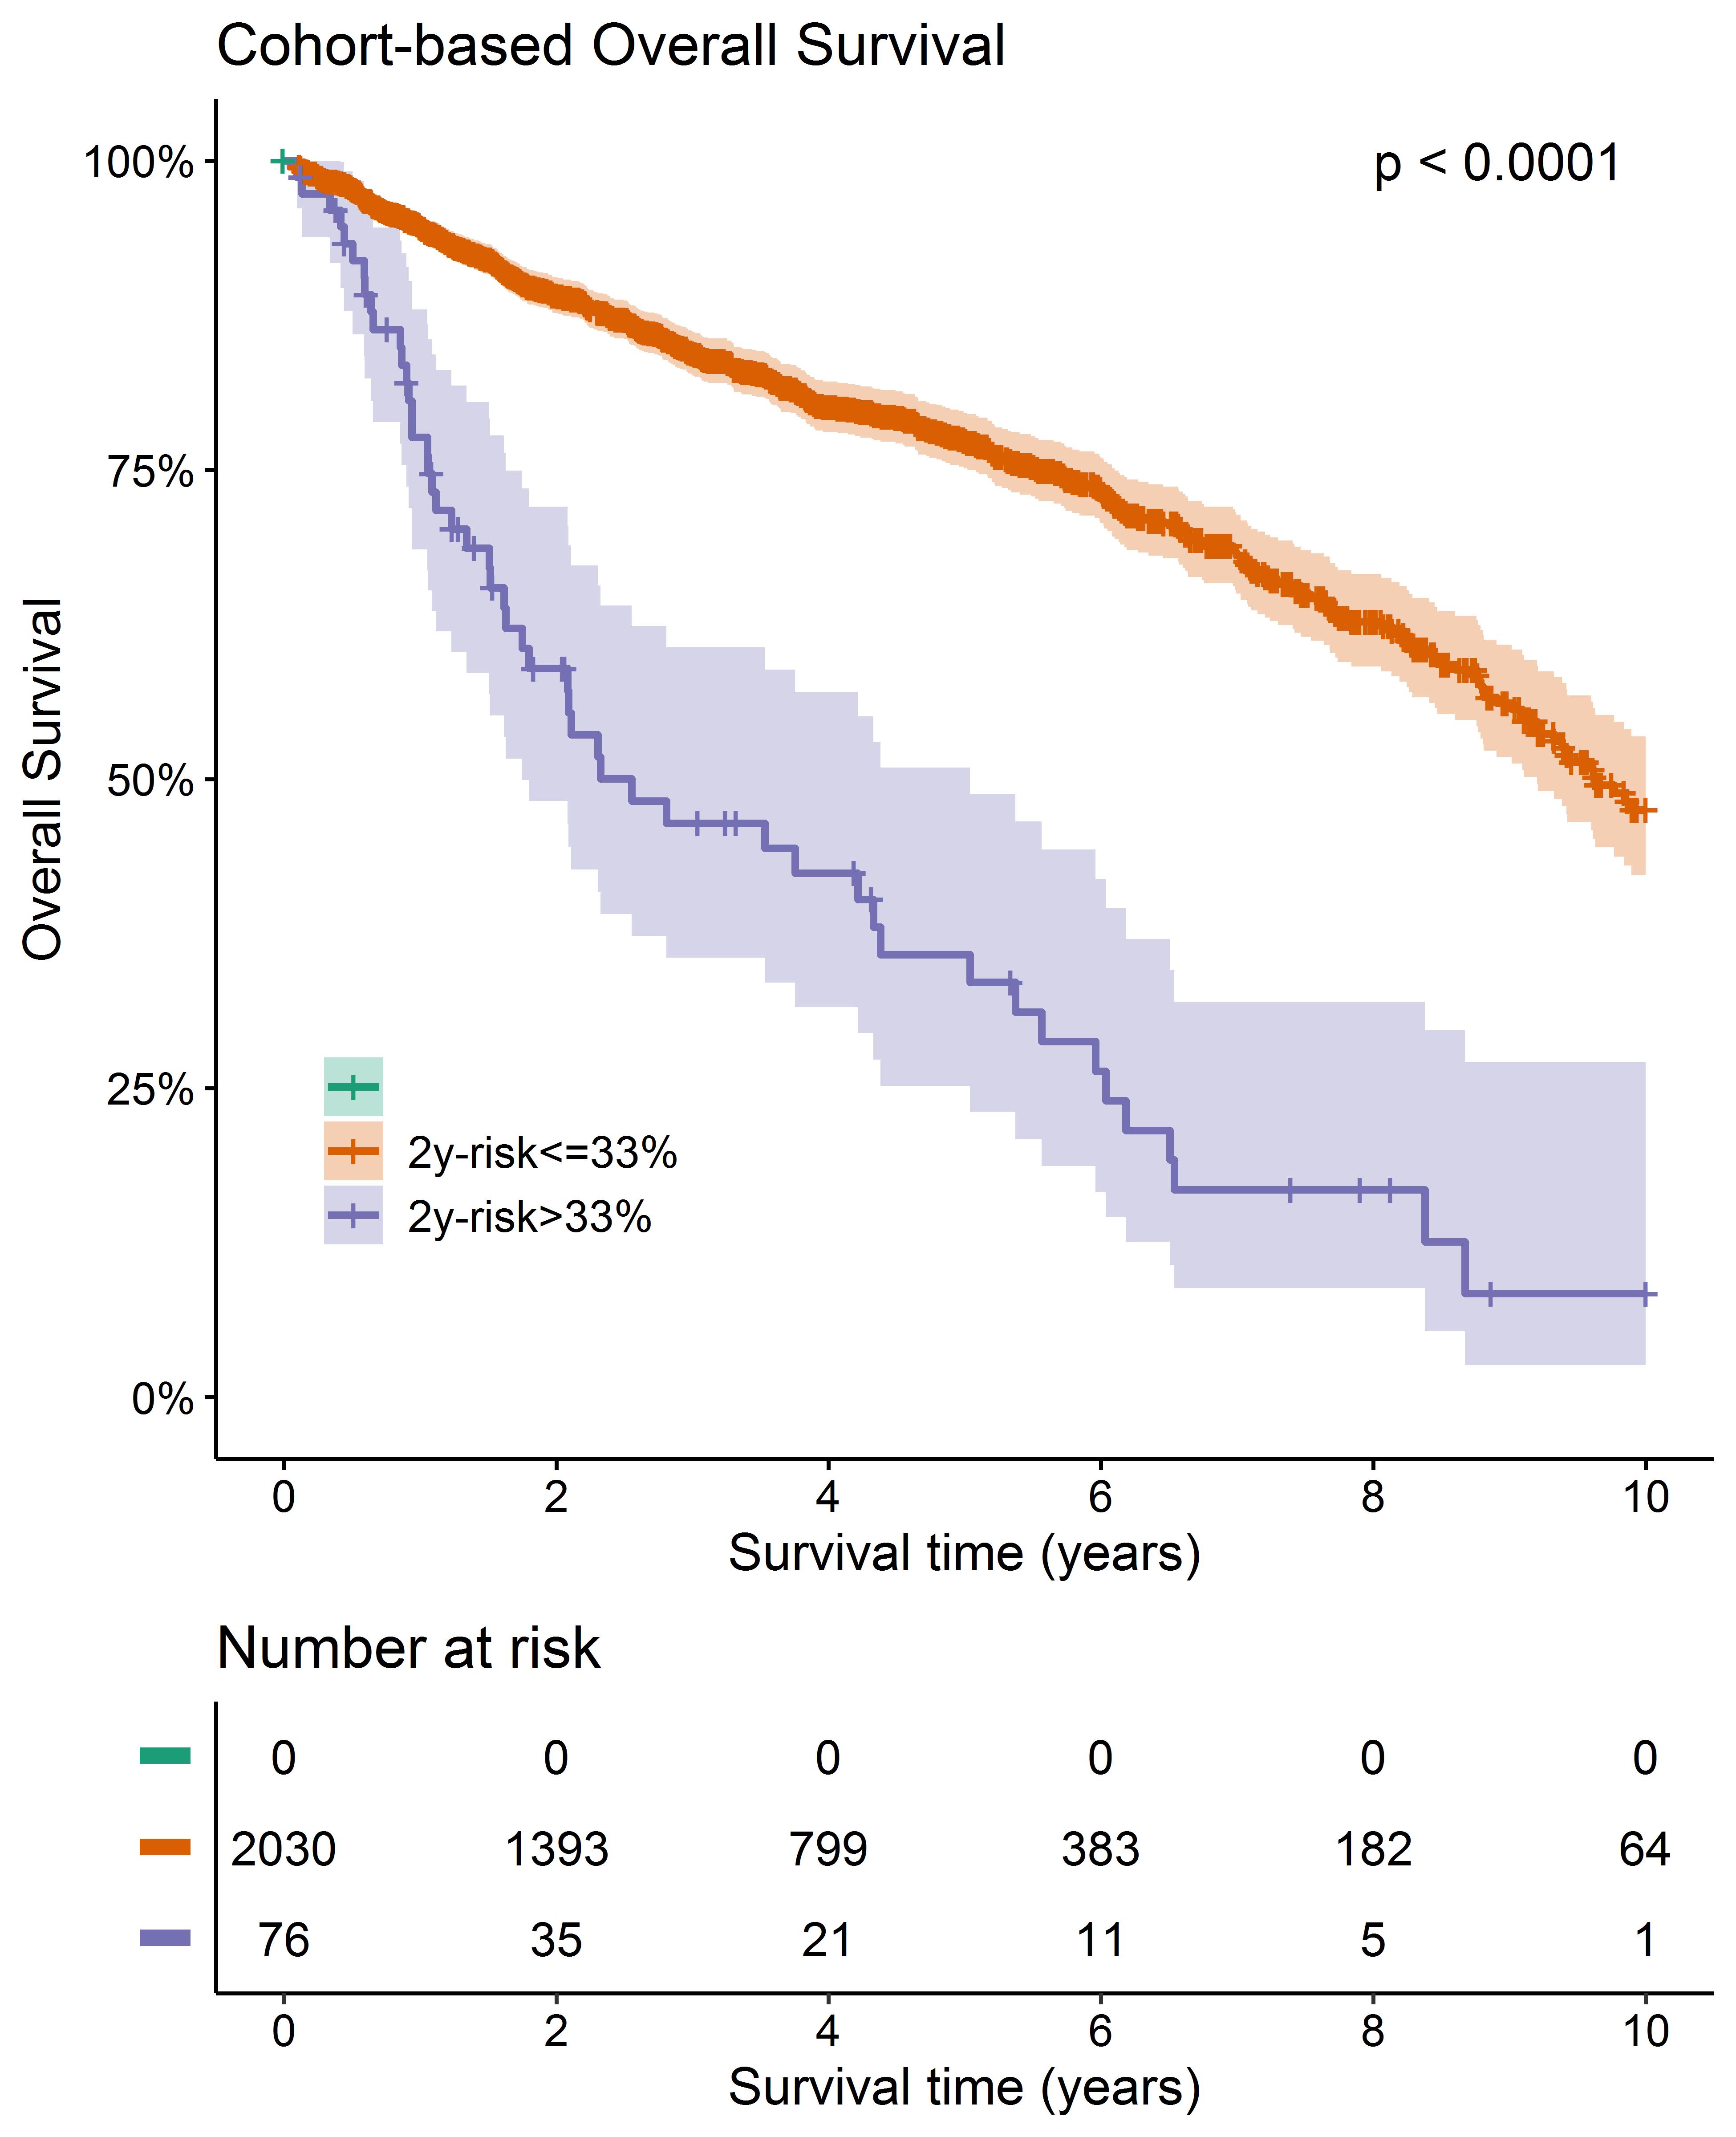 Cohort-based Overall Survival
p < 0.0001
100%
75%
50%
25%
0%
Overall Survival
2y-risk<=33%
2y-risk>33%
0 2 4 6 8 10
Survival time (years)
Number at risk
0 0 0 0 0 0
2030 1393 799 383 182 64
76 35 21 11 5 1
0 2 4 6 8 10
Survival time (years)